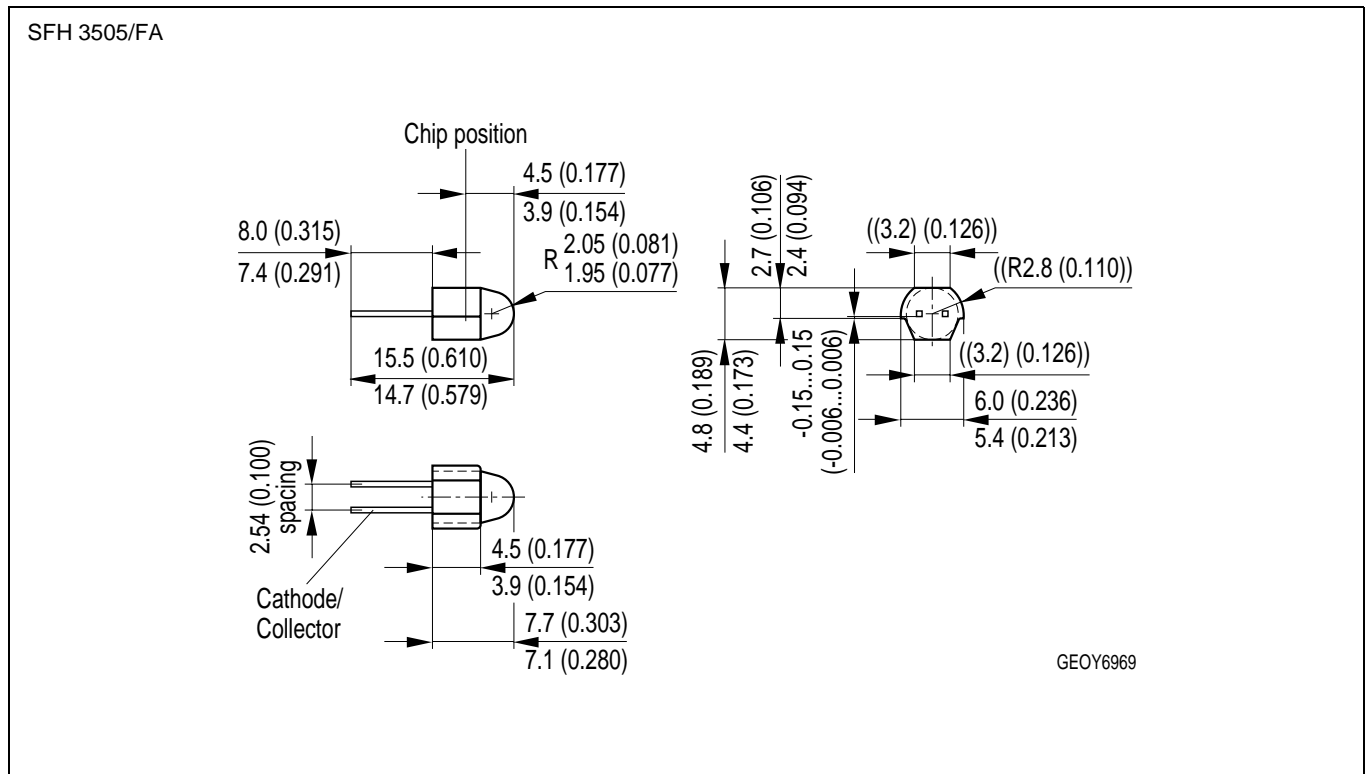 SFH 3505/FA
Chip position
4.5 (0.177)
3.9 (0.154)
8.0 (0.315)
7.4 (0.291)
R
2.05 (0.081)
1.95 (0.077)
15.5 (0.610)
14.7 (0.579)
2.7 (0.106)
2.4 (0.094)
((3.2) (0.126))
((R2.8 (0.110))
4.8 (0.189)
4.4 (0.173)
-0.15...0.15
(-0.006...0.006)
((3.2) (0.126))
6.0 (0.236)
5.4 (0.213)
2.54 (0.100)
spacing
4.5 (0.177)
3.9 (0.154)
Cathode/
Collector
7.7 (0.303)
7.1 (0.280)
GEOY6969